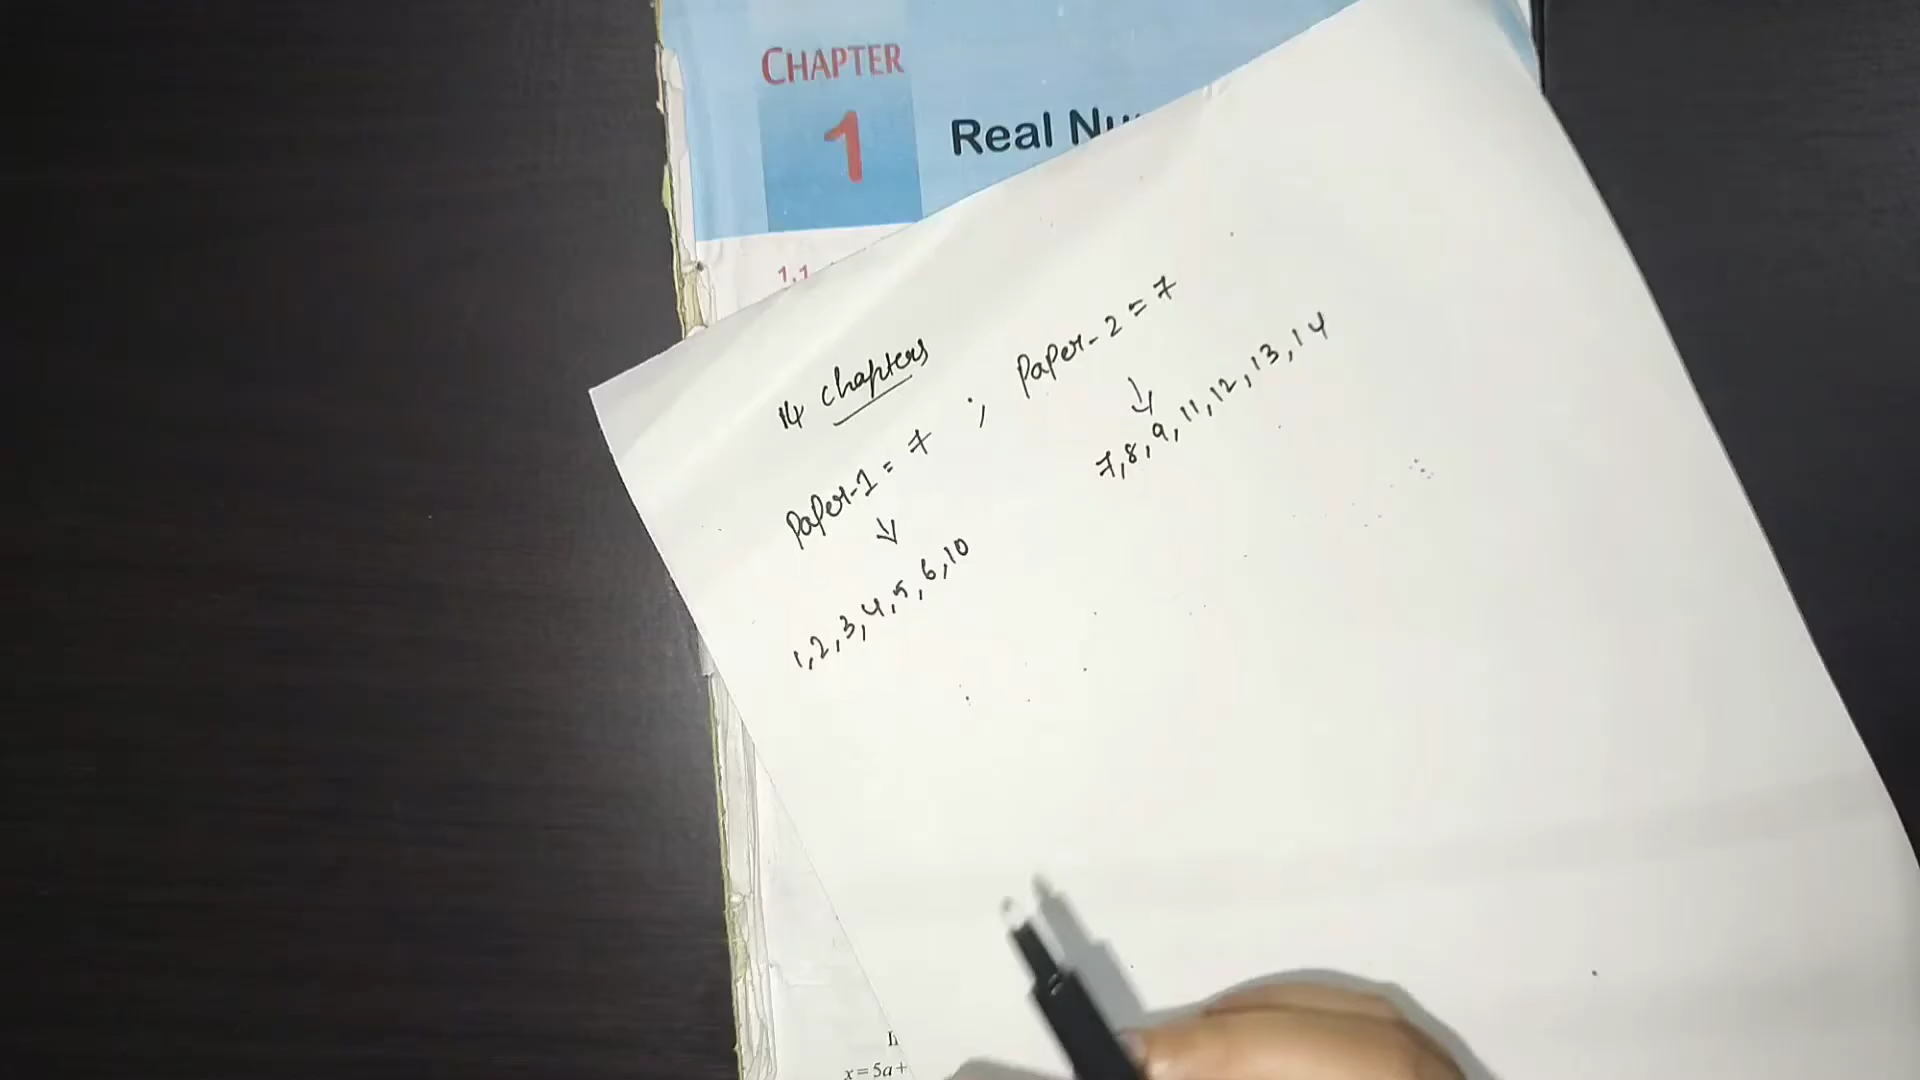 CHAPTER
1
Real
1.1
14 chapters
Paper-1 = 7 ; Paper-2 = 7
1,2,3,4,5,6,10
7,8,9,11,12,13,14
x = 5a +